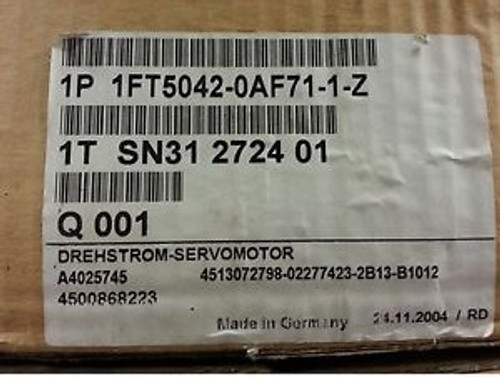 1P 1FT5042-0AF71-1-Z
1T SN31 2724 01
Q 001
DREHSTROM-SERVOMOTOR
A4025745 4513072798-02277423-2B13-B1012
4500868223
Made in Germany 24.11.2004 / RD